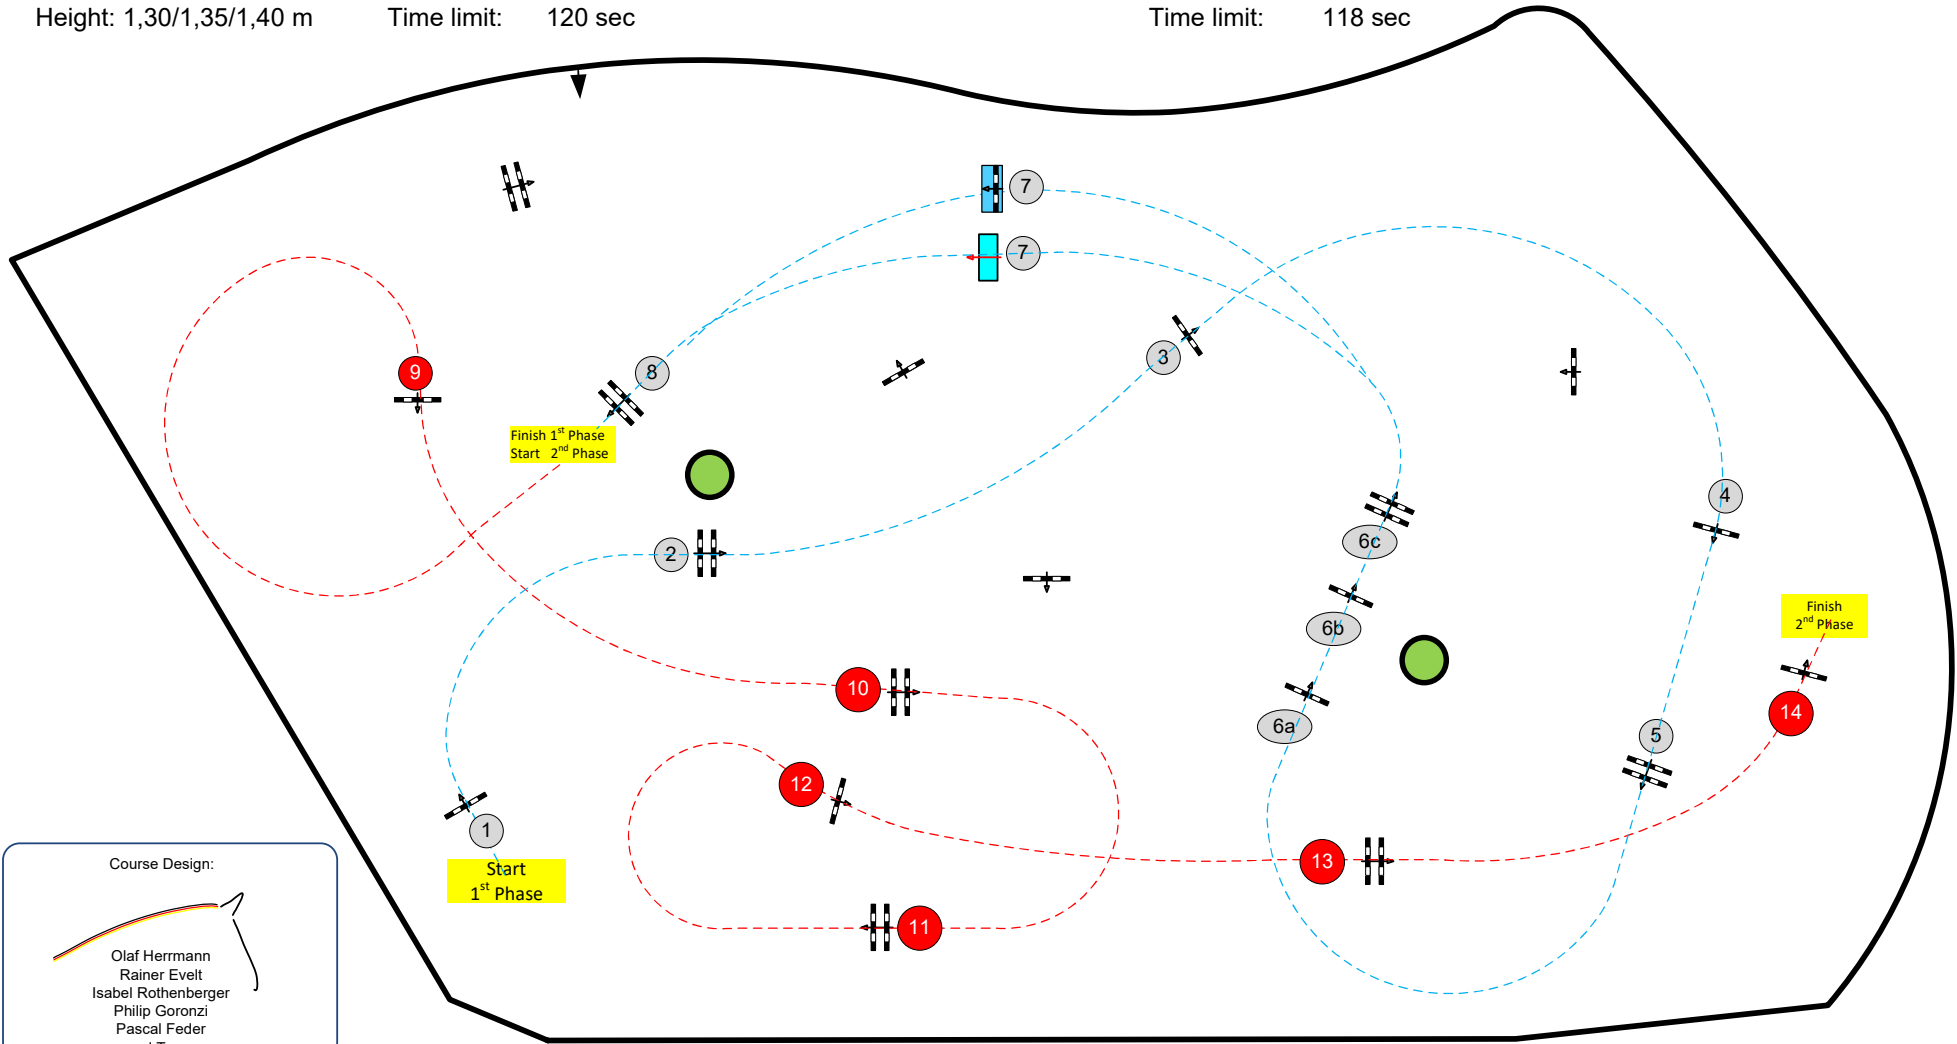 Height: 1,30/1,35/1,40 m Time limit: 120 sec Time limit: 118 sec
7
7
3
8
9
Finish 1st Phase
Start 2nd Phase
4
2
6c
6b
Finish
2nd Phase
10
6a
14
5
12
1
13
Start
1st Phase
11
Course Design:
Olaf Herrmann
Rainer Evelt
Isabel Rothenberger
Philip Goronzi
Pascal Feder